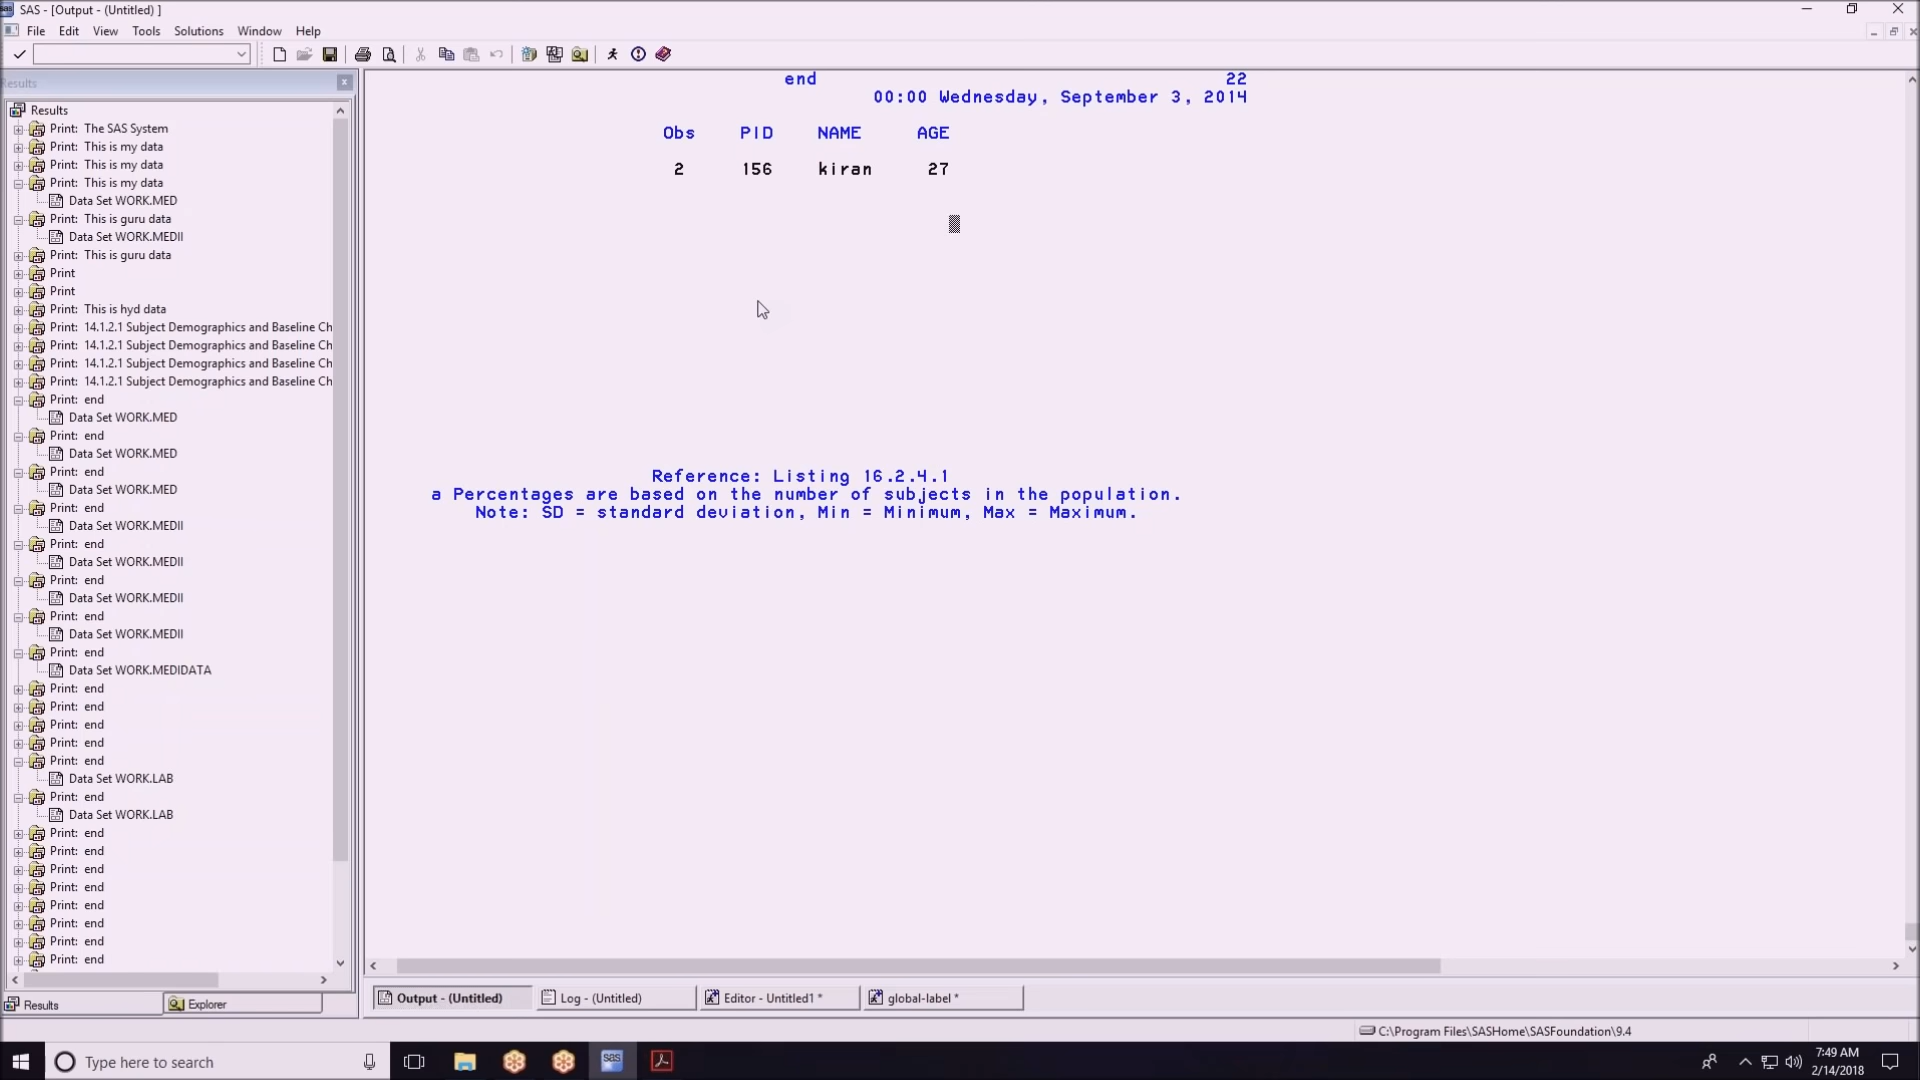 SAS - [Output - (Untitled) ]
File Edit View Tools Solutions Window Help
Results
Results
Print: The SAS System
Print: This is my data
Print: This is my data
Print: This is my data
Data Set WORK.MED
Print: This is guru data
Data Set WORK.MEDII
Print: This is guru data
Print
Print
Print: This is hyd data
Print: 14.1.2.1 Subject Demographics and Baseline Ch
Print: 14.1.2.1 Subject Demographics and Baseline Ch
Print: 14.1.2.1 Subject Demographics and Baseline Ch
Print: 14.1.2.1 Subject Demographics and Baseline Ch
Print: end
Data Set WORK.MED
Print: end
Data Set WORK.MED
Print: end
Data Set WORK.MED
Print: end
Data Set WORK.MEDII
Print: end
Data Set WORK.MEDII
Print: end
Data Set WORK.MEDII
Print: end
Data Set WORK.MEDII
Print: end
Data Set WORK.MEDIDATA
Print: end
Print: end
Print: end
Print: end
Print: end
Data Set WORK.LAB
Print: end
Data Set WORK.LAB
Print: end
Print: end
Print: end
Print: end
Print: end
Print: end
Print: end
Print: end
Results Explorer
end 22
00:00 Wednesday, September 3, 2014
Obs PID NAME AGE
2 156 kiran 27
Reference: Listing 16.2.4.1
a Percentages are based on the number of subjects in the population.
Note: SD = standard deviation, Min = Minimum, Max = Maximum.
Output - (Untitled) Log - (Untitled) Editor - Untitled1 * global-label *
C:\Program Files\SASHome\SASFoundation\9.4
Type here to search
sas
7:49 AM
2/14/2018